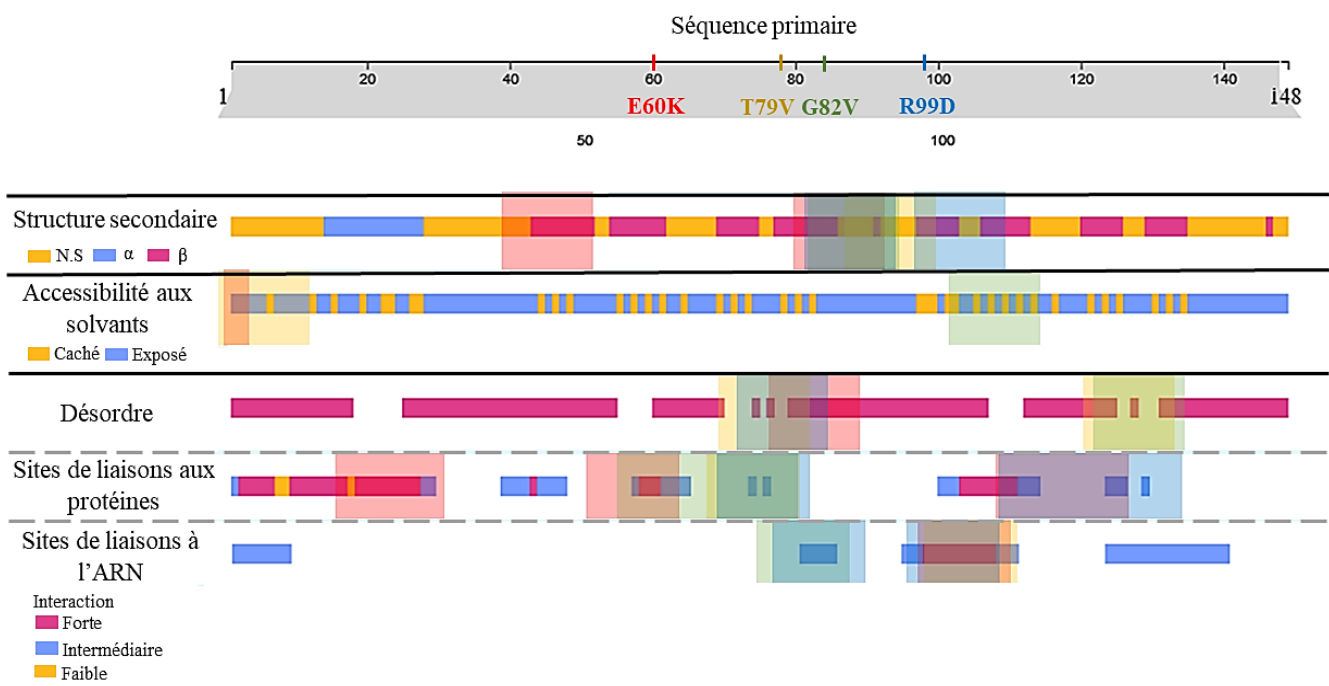 Séquence primaire
20 40 60 80 100 120 140
1 148
E60K T79V G82V R99D
50 100
Structure secondaire
N.S α β
Accessibilité aux
solvants
Caché Exposé
Désordre
Sites de liaisons aux
protéines
Sites de liaisons à
l'ARN
Interaction
Forte
Intermédiaire
Faible